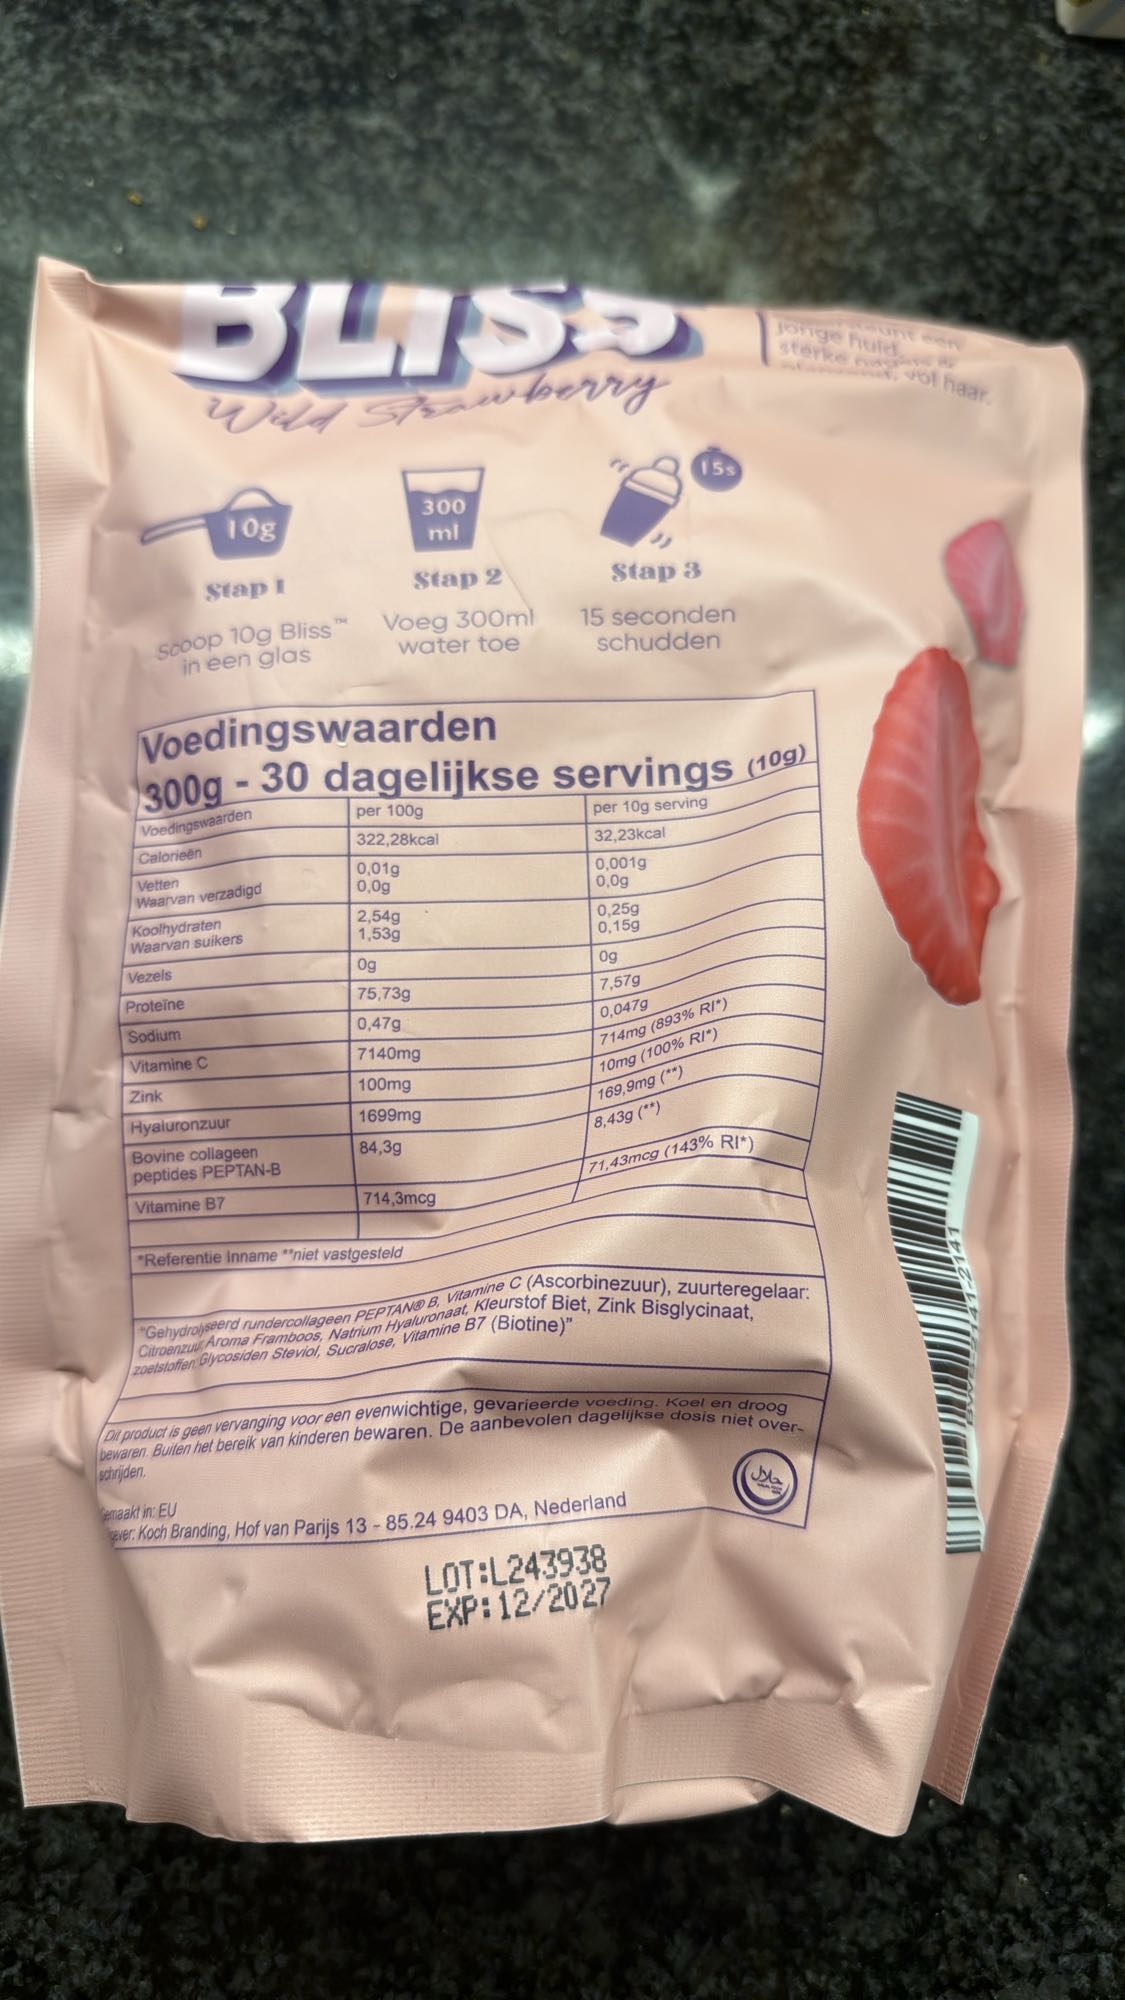 BLISS
Wild Strawberry
jonge huid,
sterke
vol haar.
10g
300
ml
15s
Stap 1
Stap 2
Stap 3
Scoop 10g Bliss™
in een glas
Voeg 300ml
water toe
15 seconden
schudden
Voedingswaarden
300g - 30 dagelijkse servings (10g)
Voedingswaarden per 100g per 10g serving
Calorieën 322,28kcal 32,23kcal
Vetten 0,01g 0,001g
Waarvan verzadigd 0,0g 0,0g
Koolhydraten 2,54g 0,25g
Waarvan suikers 1,53g 0,15g
Vezels 0g 0g
Proteïne 75,73g 7,57g
Sodium 0,47g 0,047g
Vitamine C 7140mg 714mg (893% RI*)
Zink 100mg 10mg (100% RI*)
Hyaluronzuur 1699mg 169,9mg (**)
Bovine collageen 84,3g 8,43g (**)
peptides PEPTAN-B
Vitamine B7 714,3mcg 71,43mcg (143% RI*)
*Referentie Inname **niet vastgesteld
"Gehydrolyseerd rundercollageen PEPTAN® B, Vitamine C (Ascorbinezuur), zuurteregelaar:
Citroenzuur, Aroma Framboos, Natrium Hyaluronaat, Kleurstof Biet, Zink Bisglycinaat,
zoetstoffen Glycosiden Steviol, Sucralose, Vitamine B7 (Biotine)"
Dit product is geen vervanging voor een evenwichtige, gevarieerde voeding. Koel en droog
bewaren. Buiten het bereik van kinderen bewaren. De aanbevolen dagelijkse dosis niet over-
schrijden.
حلال
emaakt in: EU
ever: Koch Branding, Hof van Parijs 13 - 85.24 9403 DA, Nederland
LOT:L243938
EXP:12/2027